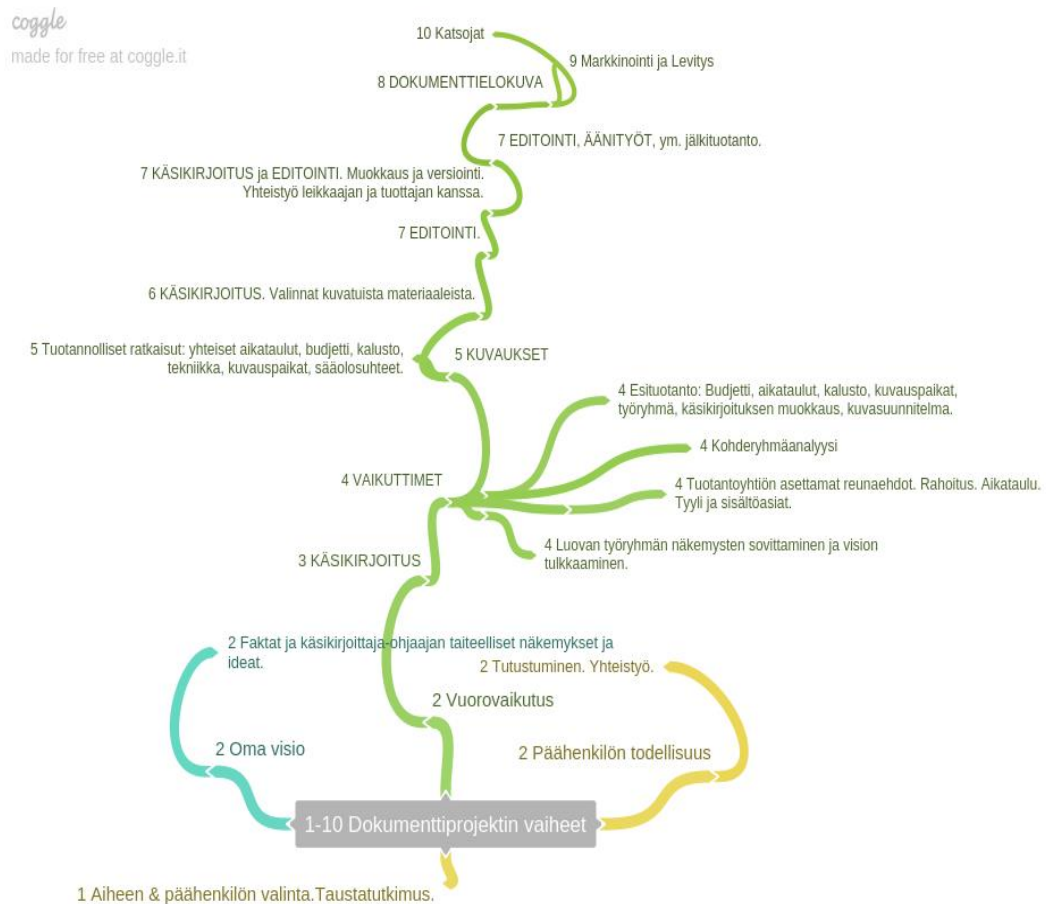 coggle
made for free at coggle.it
10 Katsojat
9 Markkinointi ja Levitys
8 DOKUMENTTIELOKUVA
7 EDITOINTI, ÄÄNITYÖT, ym. jälkituotanto.
7 KÄSIKIRJOITUS ja EDITOINTI. Muokkaus ja versiointi.
Yhteistyö leikkaajan ja tuottajan kanssa.
7 EDITOINTI.
6 KÄSIKIRJOITUS. Valinnat kuvatuista materiaaleista.
5 Tuotannolliset ratkaisut: yhteiset aikataulut, budjetti, kalusto,
tekniikka, kuvauspaikat, sääolosuhteet.
5 KUVAUKSET
4 Esituotanto: Budjetti, aikataulut, kalusto, kuvauspaikat,
työryhmä, käsikirjoituksen muokkaus, kuvasuunnitelma.
4 Kohderyhmäanalyysi
4 VAIKUTTIMET
4 Tuotantoyhtiön asettamat reunaehdot. Rahoitus. Aikataulu.
Tyyli ja sisältöasiat.
4 Luovan työryhmän näkemysten sovittaminen ja vision
tulkkaaminen.
3 KÄSIKIRJOITUS
2 Faktat ja käsikirjoittaja-ohjaajan taiteelliset näkemykset ja
ideat.
2 Tutustuminen. Yhteistyö.
2 Vuorovaikutus
2 Oma visio
2 Päähenkilön todellisuus
1-10 Dokumenttiprojektin vaiheet
1 Aiheen & päähenkilön valinta.Taustatutkimus.